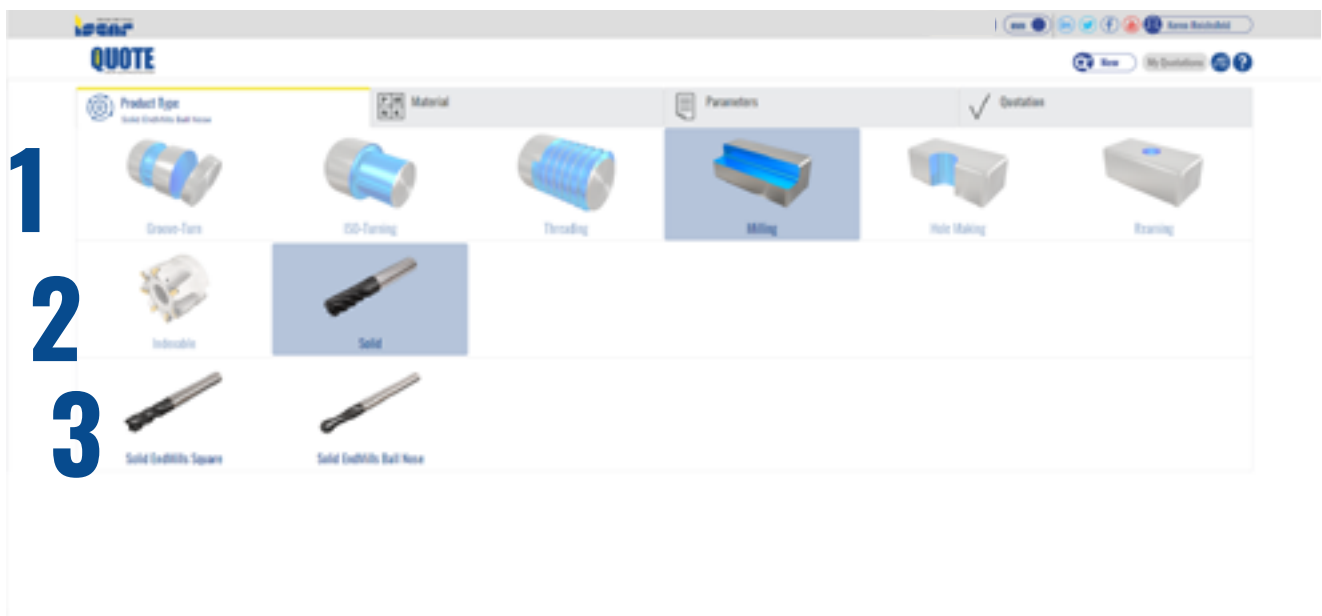 ISCAR
mm
QUOTE
New
My Quotations
?
Product Type
Solid EndMills Ball Nose
Material
Parameters
Quotation
1
Groove-Turn
ISO-Turning
Threading
Milling
Hole Making
Reaming
2
Indexable
Solid
3
Solid EndMills Square
Solid EndMills Ball Nose